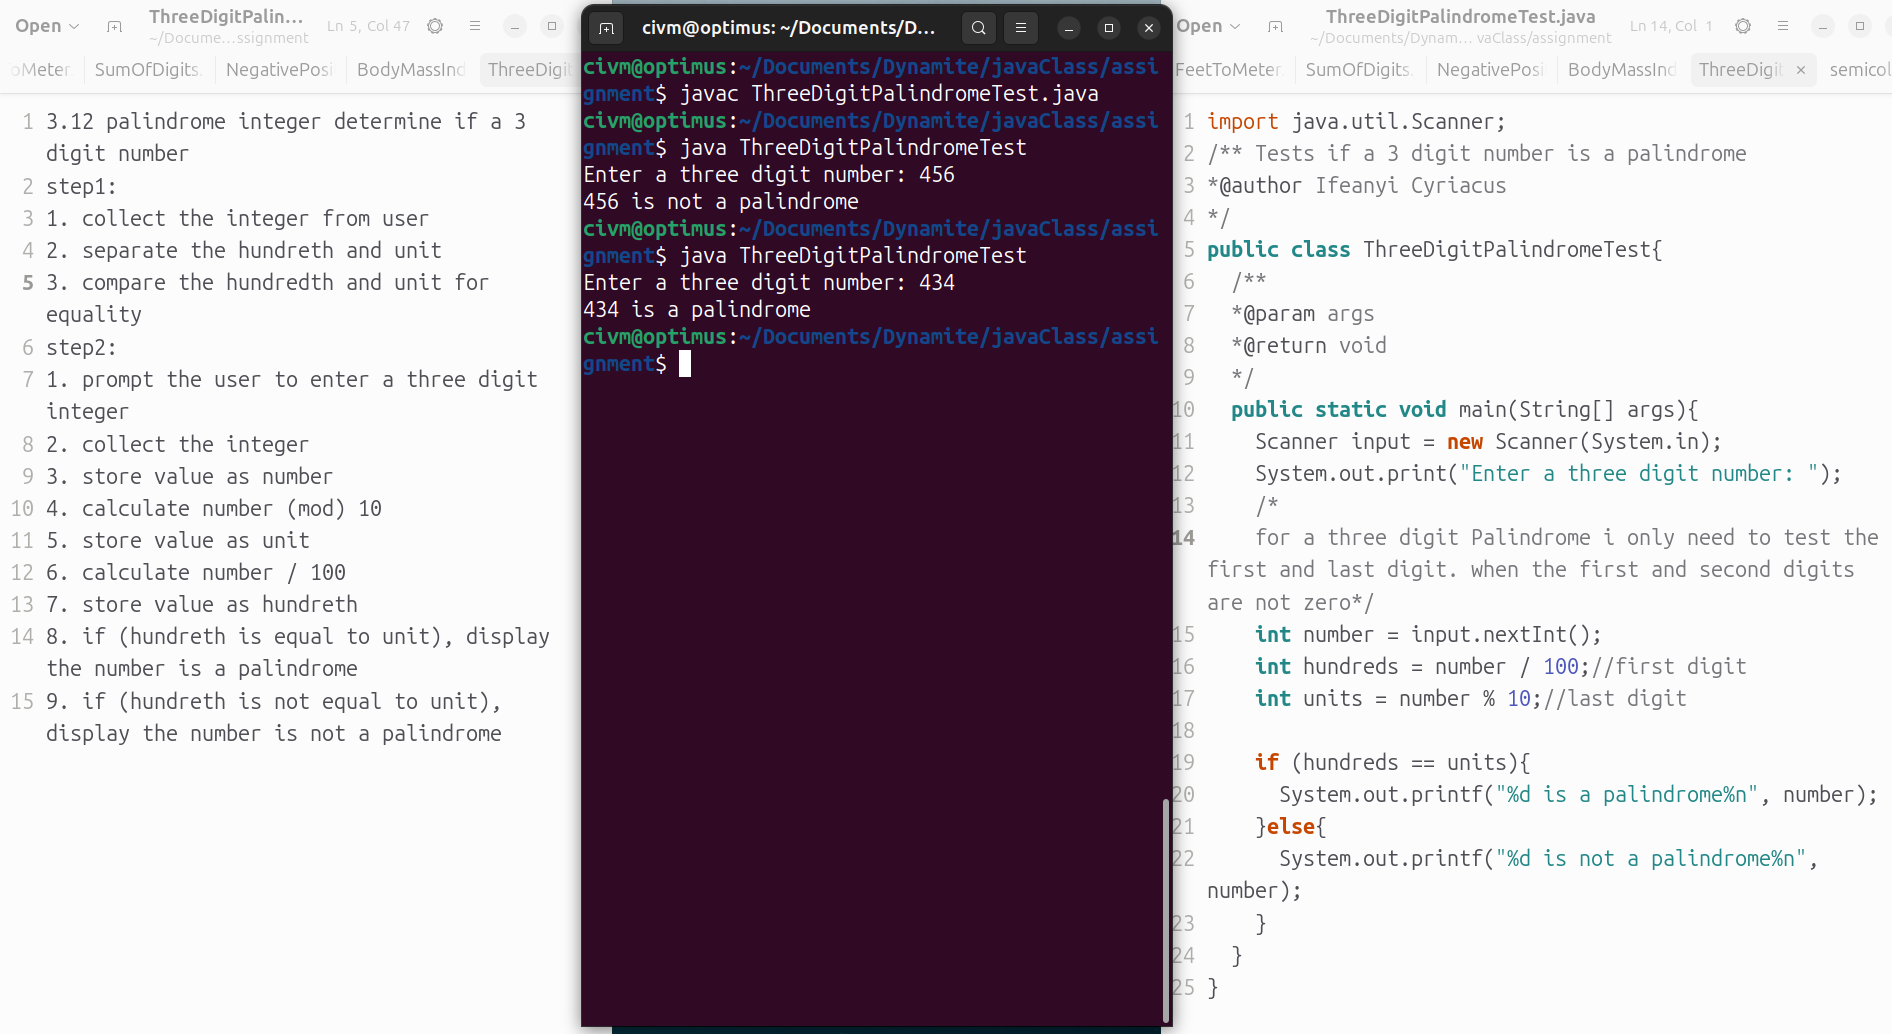 Open
ThreeDigitPalin...
~/Docume...ssignment
Ln 5, Col 47
oMeter
SumOfDigits.
NegativePosi
BodyMassInd
ThreeDigit
1 3.12 palindrome integer determine if a 3
digit number
2 step1:
3 1. collect the integer from user
4 2. separate the hundreth and unit
5 3. compare the hundredth and unit for
equality
6 step2:
7 1. prompt the user to enter a three digit
integer
8 2. collect the integer
9 3. store value as number
10 4. calculate number (mod) 10
11 5. store value as unit
12 6. calculate number / 100
13 7. store value as hundreth
14 8. if (hundreth is equal to unit), display
the number is a palindrome
15 9. if (hundreth is not equal to unit),
display the number is not a palindrome
civm@optimus: ~/Documents/D...
civm@optimus:~/Documents/Dynamite/javaClass/assi
gnment$ javac ThreeDigitPalindromeTest.java
civm@optimus:~/Documents/Dynamite/javaClass/assi
gnment$ java ThreeDigitPalindromeTest
Enter a three digit number: 456
456 is not a palindrome
civm@optimus:~/Documents/Dynamite/javaClass/assi
gnment$ java ThreeDigitPalindromeTest
Enter a three digit number: 434
434 is a palindrome
civm@optimus:~/Documents/Dynamite/javaClass/assi
gnment$
Open
ThreeDigitPalindromeTest.java
~/Documents/Dynam... vaClass/assignment
Ln 14, Col 1
FeetToMeter
SumOfDigits.
NegativePosi
BodyMassInd
ThreeDigit
semicol
1 import java.util.Scanner;
2 /** Tests if a 3 digit number is a palindrome
3 *@author Ifeanyi Cyriacus
4 */
5 public class ThreeDigitPalindromeTest{
6 /**
7 *@param args
8 *@return void
9 */
10 public static void main(String[] args){
11 Scanner input = new Scanner(System.in);
12 System.out.print("Enter a three digit number: ");
13 /*
14 for a three digit Palindrome i only need to test the
first and last digit. when the first and second digits
are not zero*/
15 int number = input.nextInt();
16 int hundreds = number / 100;//first digit
17 int units = number % 10;//last digit
18
19 if (hundreds == units){
20 System.out.printf("%d is a palindrome%n", number);
21 }else{
22 System.out.printf("%d is not a palindrome%n",
number);
23 }
24 }
25 }